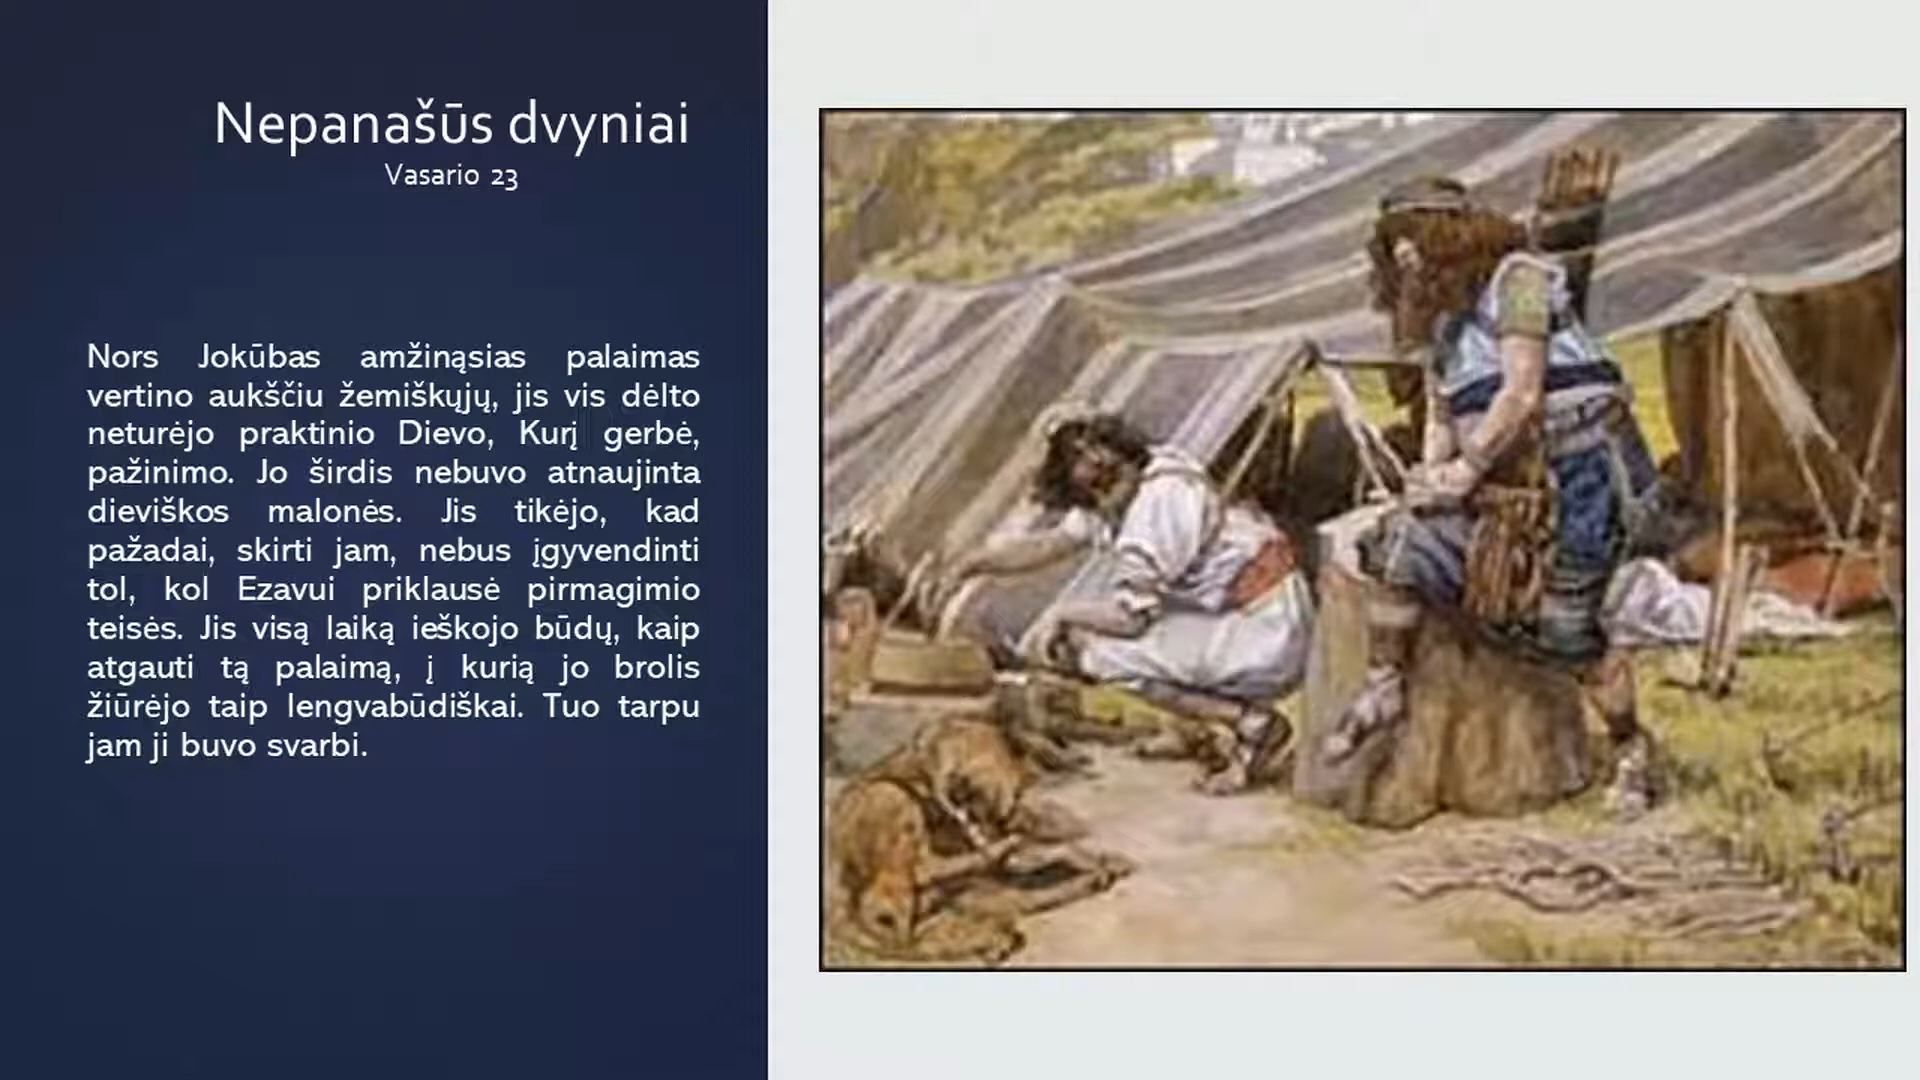 Nepanašūs dvyniai
Vasario 23
Nors Jokūbas amžinąsias palaimas
vertino aukščiu žemiškųjų, jis vis dėlto
neturėjo praktinio Dievo, Kurį gerbė,
pažinimo. Jo širdis nebuvo atnaujinta
dieviškos malonės. Jis tikėjo, kad
pažadai, skirti jam, nebus įgyvendinti
tol, kol Ezavui priklausė pirmagimio
teisės. Jis visą laiką ieškojo būdų, kaip
atgauti tą palaimą, į kurią jo brolis
žiūrėjo taip lengvabūdiškai. Tuo tarpu
jam ji buvo svarbi.